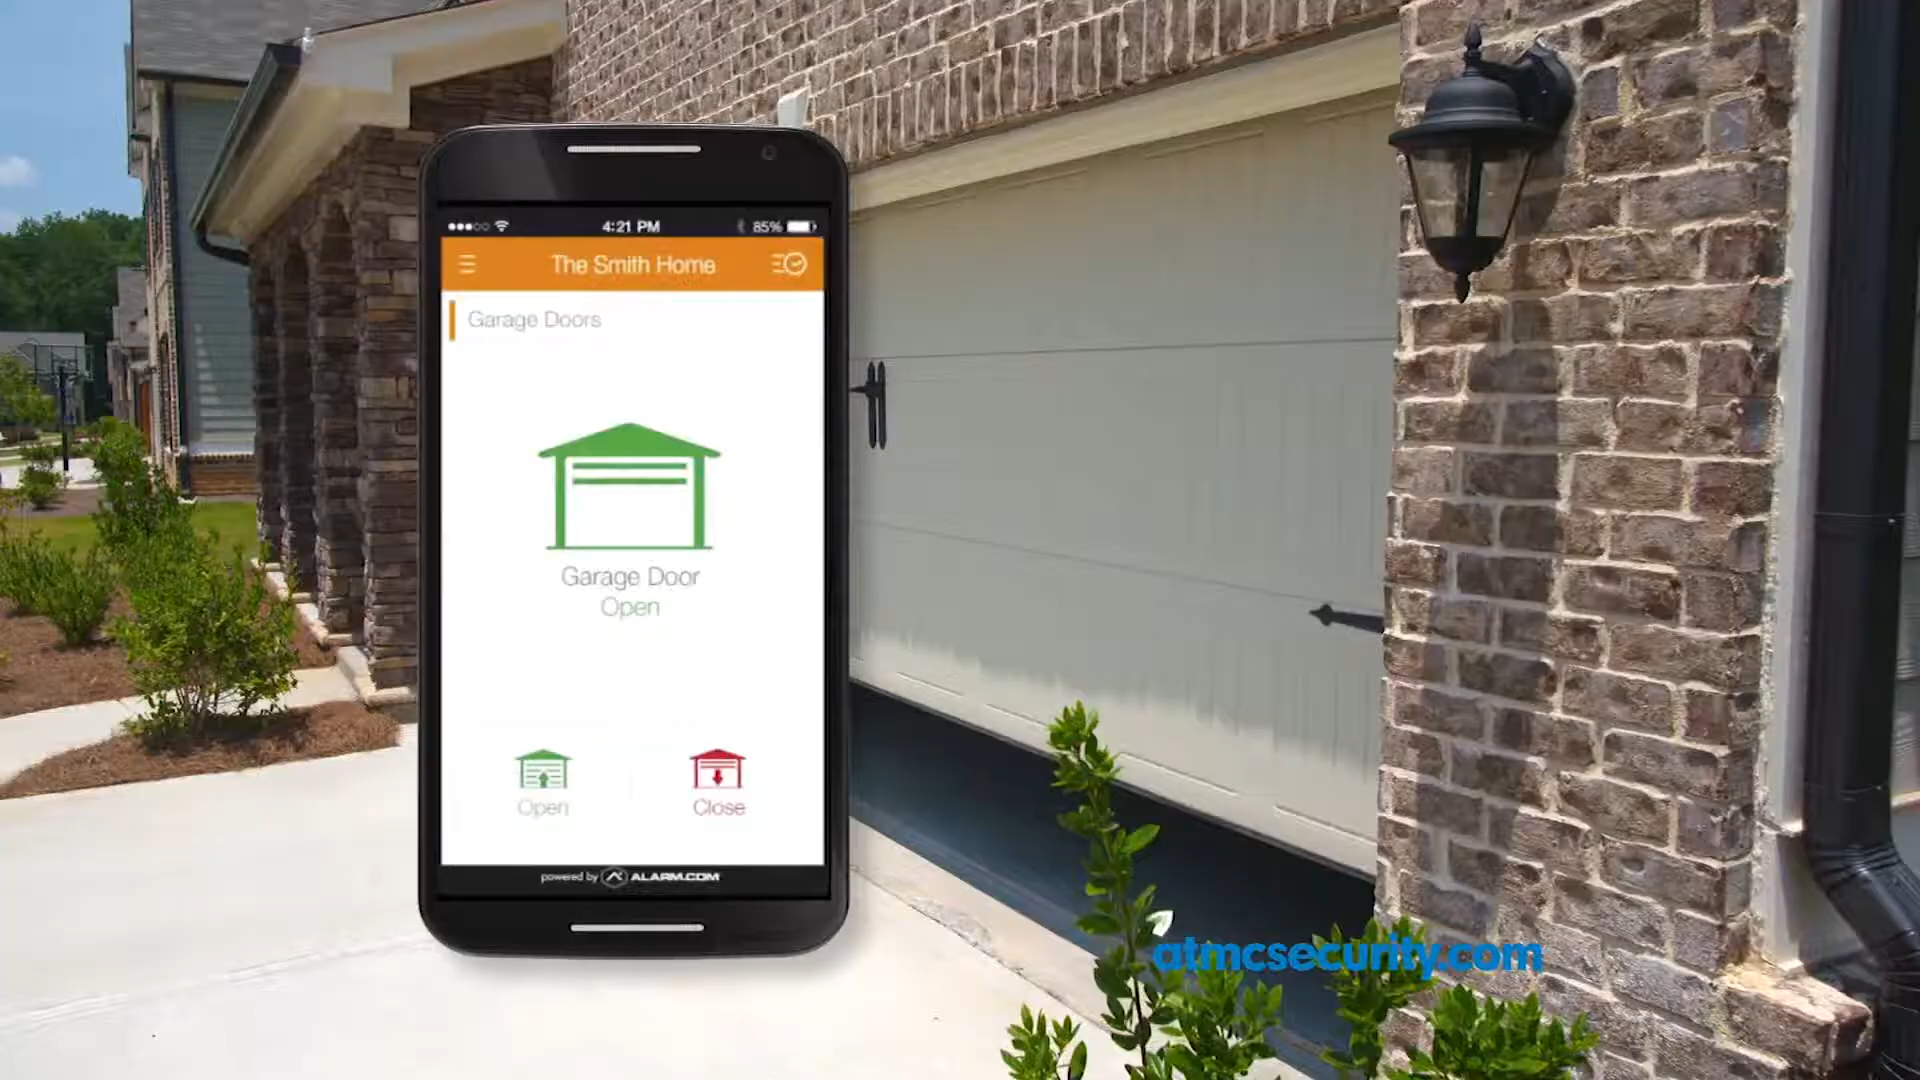 4:21 PM
85%
The Smith Home
Garage Doors
Garage Door
Open
Open
Close
powered by ALARM.COM
atmcsecurity.com